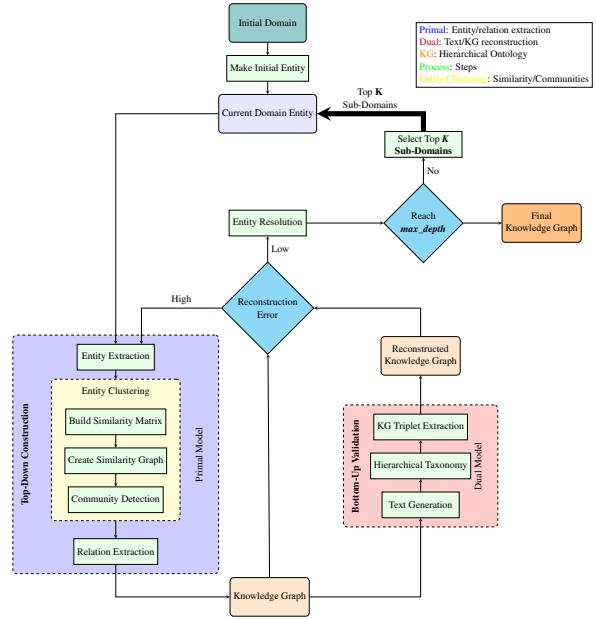 Initial Domain
Primal: Entity/relation extraction
Dual: Text/KG reconstruction
KG: Hierarchical Ontology
Process: Steps
Entity Clustering: Similarity/Communities
Make Initial Entity
Top K
Sub-Domains
Current Domain Entity
Select Top K
Sub-Domains
No
Reach
max_depth
Final
Knowledge Graph
Entity Resolution
Low
High
Reconstruction
Error
Reconstructed
Knowledge Graph
Top-Down Construction
Entity Extraction
Entity Clustering
Build Similarity Matrix
Create Similarity Graph
Community Detection
Relation Extraction
Primal Model
Bottom-Up Validation
KG Triplet Extraction
Hierarchical Taxonomy
Text Generation
Dual Model
Knowledge Graph